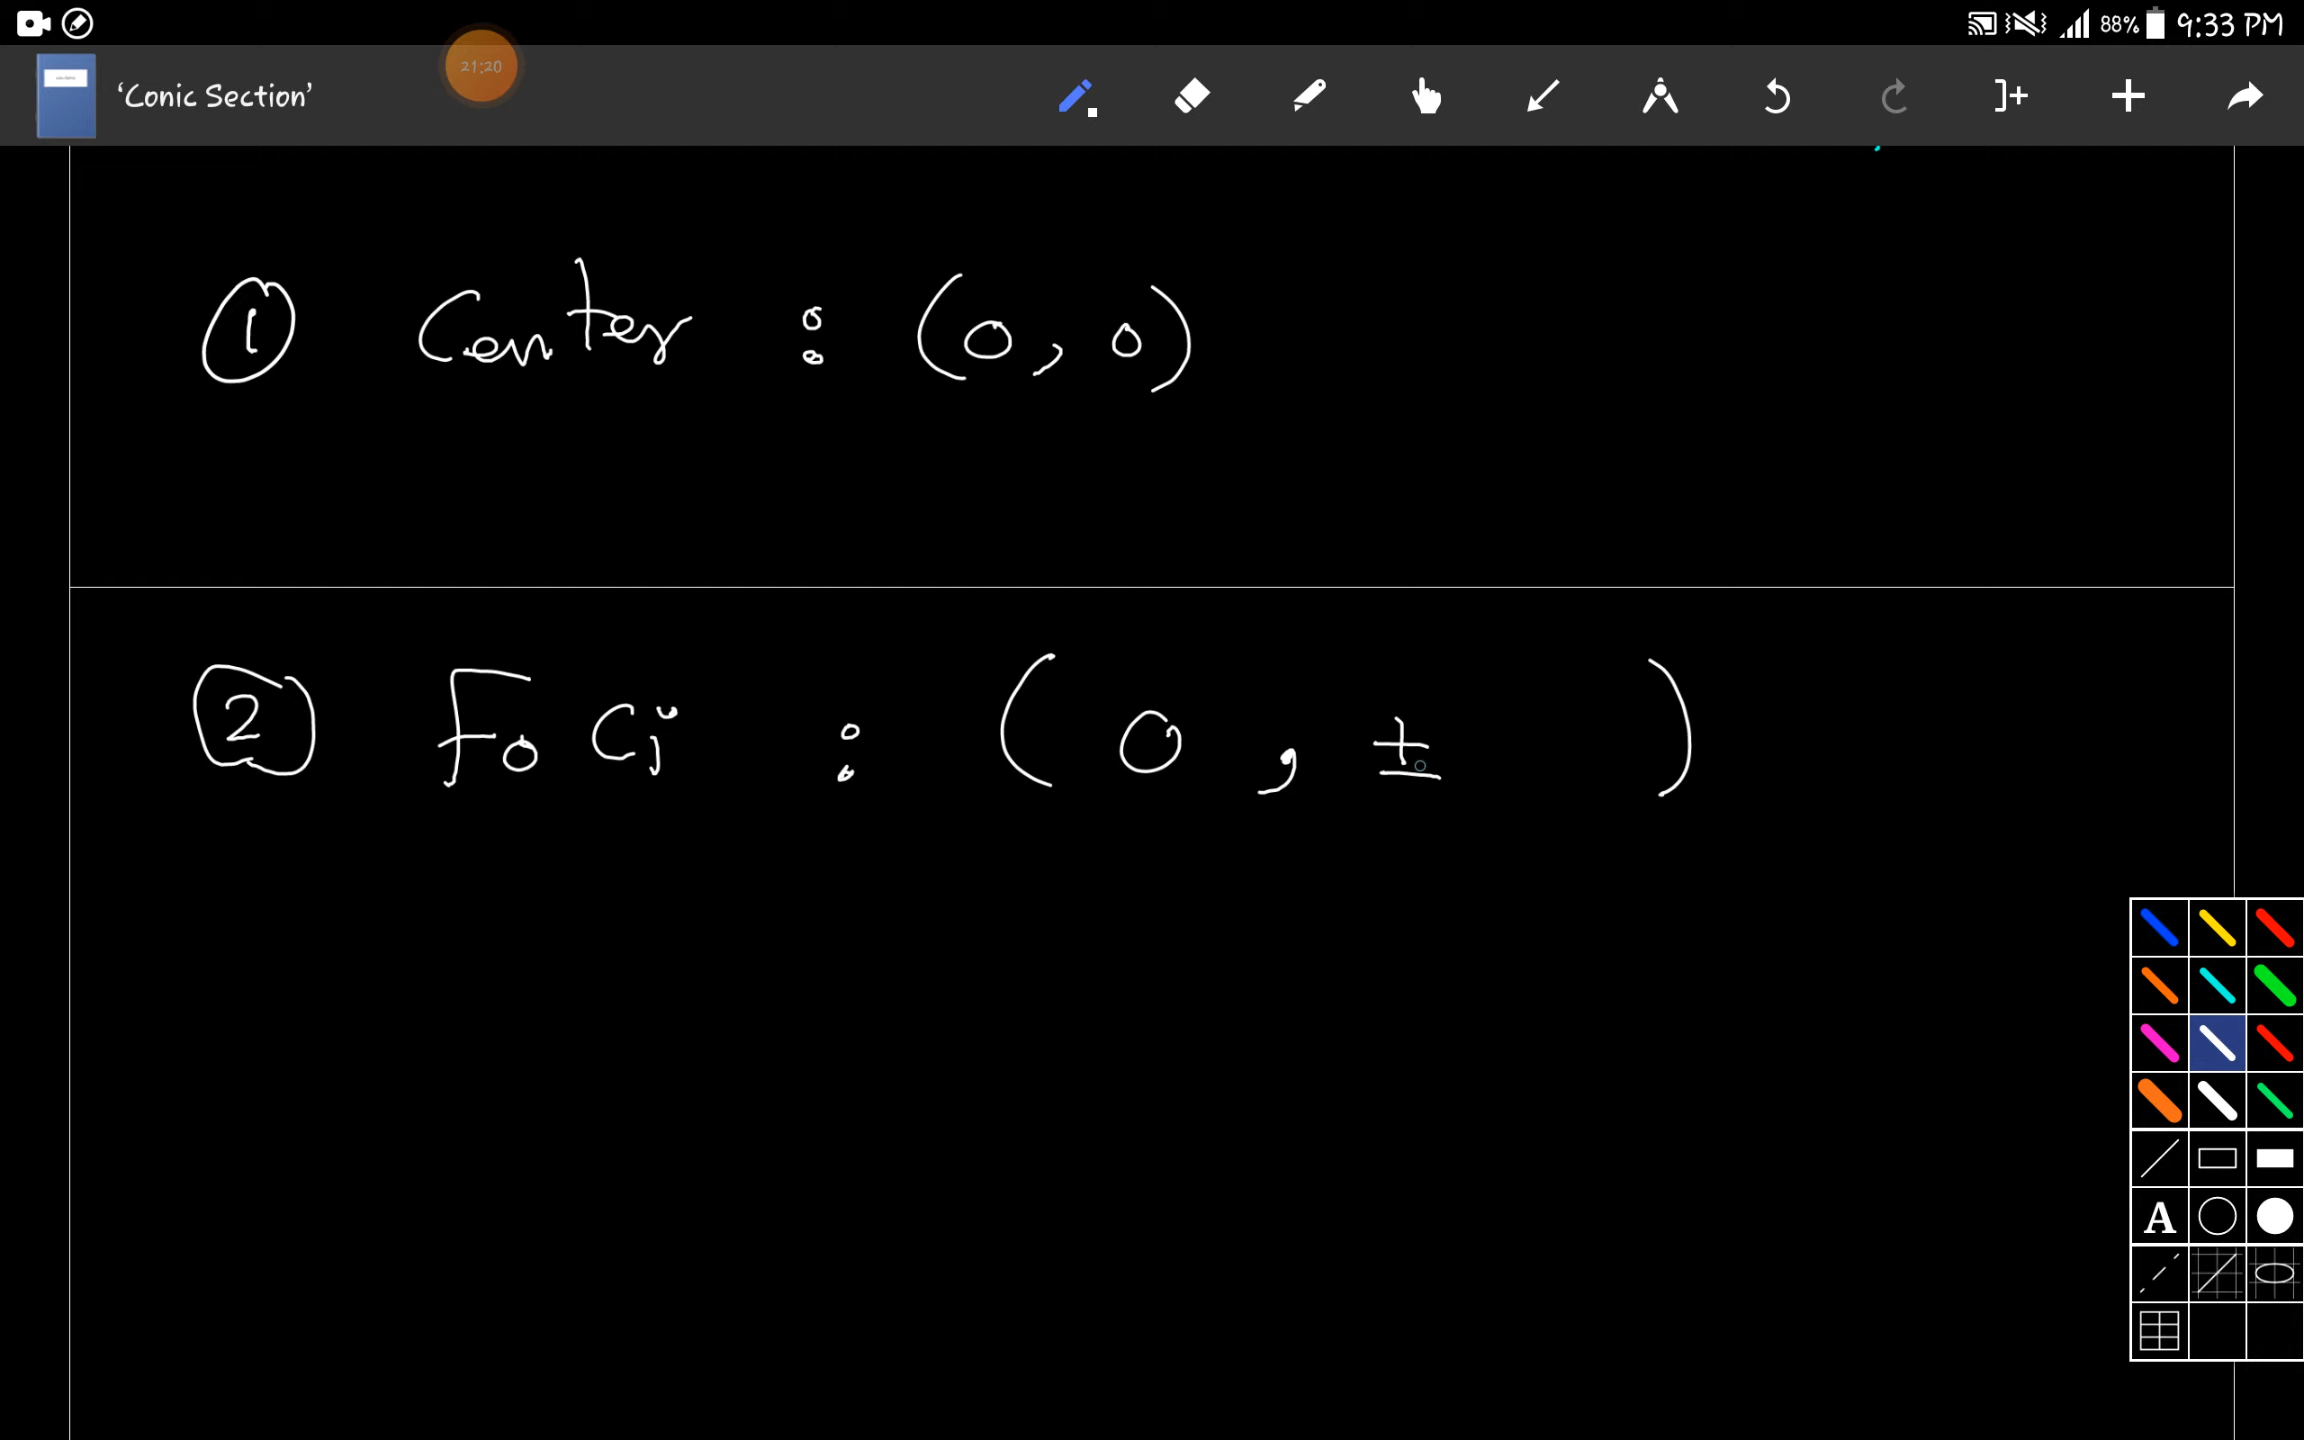 88% 9:33 PM
21:20
'Conic Section'
① Center : (0, 0)
② Foci : (0, ± )
A